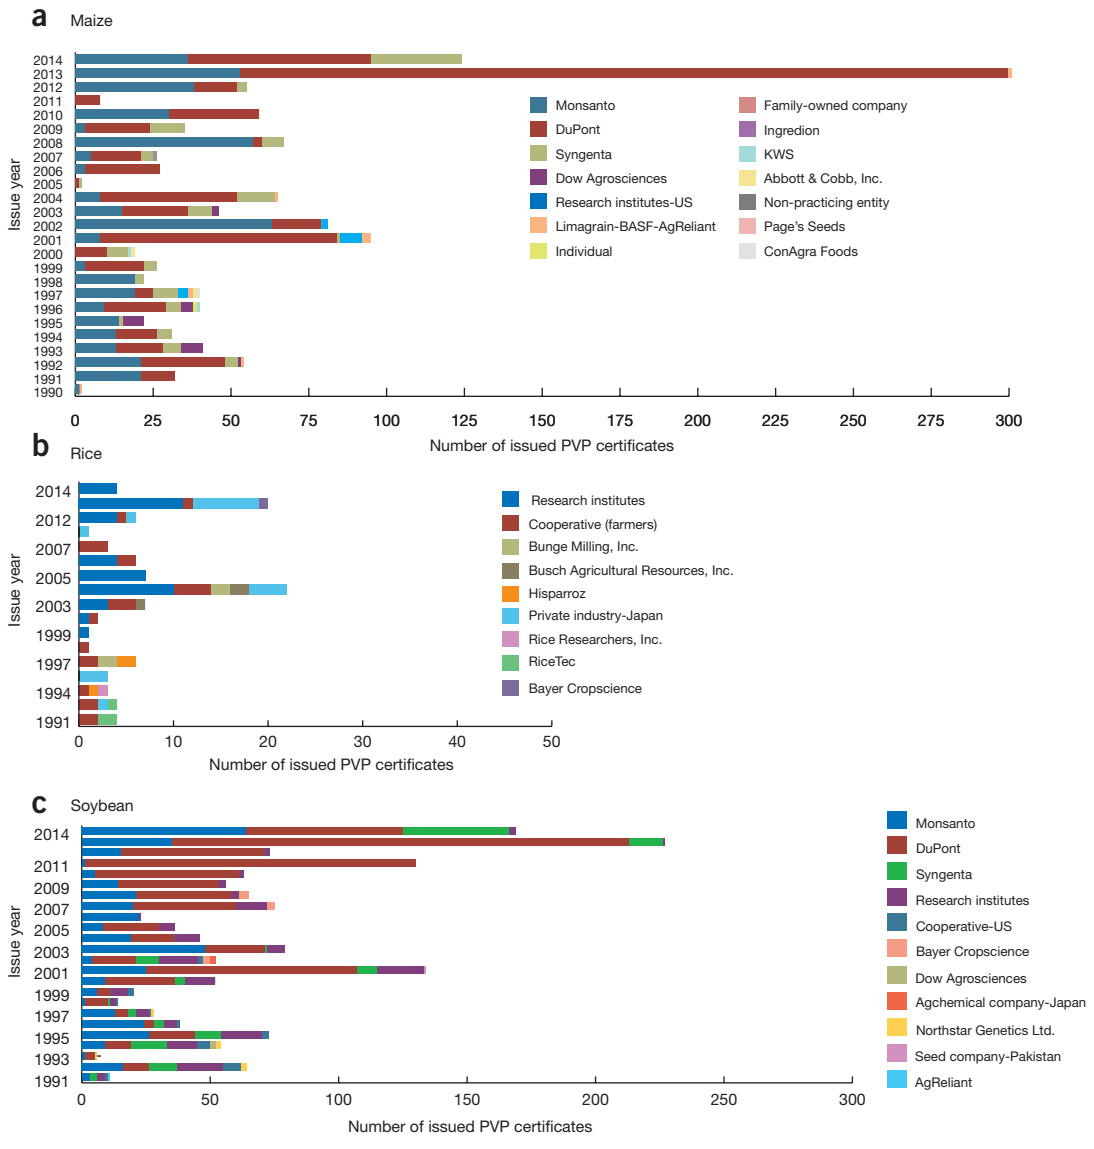 a Maize
Issue year
2014
2013
2012
2011
2010
2009
2008
2007
2006
2005
2004
2003
2002
2001
2000
1999
1998
1997
1996
1995
1994
1993
1992
1991
1990
Monsanto
DuPont
Syngenta
Dow Agrosciences
Research institutes-US
Limagrain-BASF-AgReliant
Individual
Family-owned company
Ingredion
KWS
Abbott & Cobb, Inc.
Non-practicing entity
Page's Seeds
ConAgra Foods
0 25 50 75 100 125 150 175 200 225 250 275 300
Number of issued PVP certificates
b Rice
Issue year
2014
2012
2007
2005
2003
1999
1997
1994
1991
Research institutes
Cooperative (farmers)
Bunge Milling, Inc.
Busch Agricultural Resources, Inc.
Hisparroz
Private industry-Japan
Rice Researchers, Inc.
RiceTec
Bayer Cropscience
0 10 20 30 40 50
Number of issued PVP certificates
c Soybean
Issue year
2014
2011
2009
2007
2005
2003
2001
1999
1997
1995
1993
1991
Monsanto
DuPont
Syngenta
Research institutes
Cooperative-US
Bayer Cropscience
Dow Agrosciences
Agchemical company-Japan
Northstar Genetics Ltd.
Seed company-Pakistan
AgReliant
0 50 100 150 200 250 300
Number of issued PVP certificates